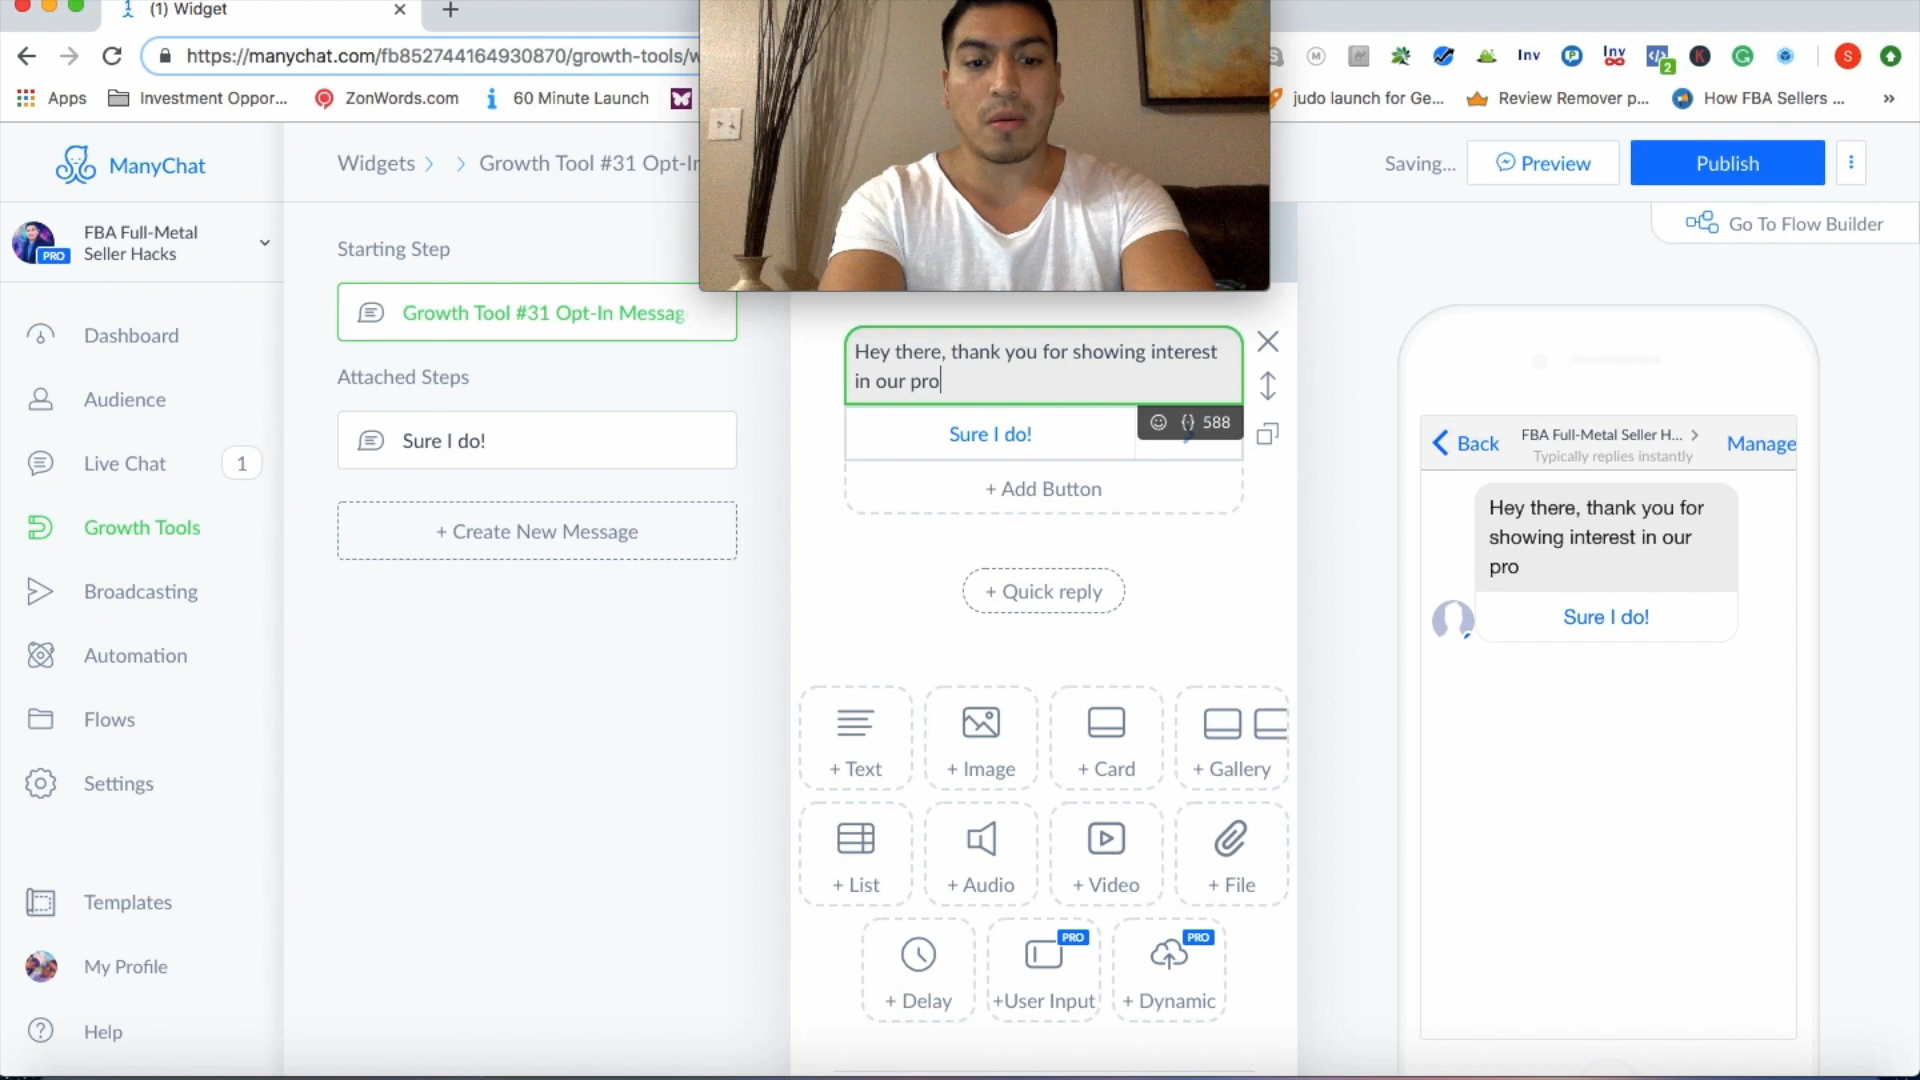 (1) Widget
https://manychat.com/fb852744164930870/growth-tools/w
Inv
Inv
2
K
G
S
M
P
Apps
Investment Oppor...
ZonWords.com
60 Minute Launch
judo launch for Ge...
Review Remover p...
How FBA Sellers ...
»
ManyChat
Widgets
Growth Tool #31 Opt-In
Saving...
Preview
Publish
FBA Full-Metal
Seller Hacks
PRO
Go To Flow Builder
Dashboard
Audience
Live Chat
1
Growth Tools
Broadcasting
Automation
Flows
Settings
Templates
My Profile
Help
Starting Step
Growth Tool #31 Opt-In Messag
Attached Steps
Sure I do!
+ Create New Message
Hey there, thank you for showing interest
in our pro
588
Sure I do!
+ Add Button
+ Quick reply
+ Text
+ Image
+ Card
+ Gallery
+ List
+ Audio
+ Video
+ File
PRO
PRO
+ Delay
+User Input
+ Dynamic
Back
FBA Full-Metal Seller H...
Typically replies instantly
Manage
Hey there, thank you for
showing interest in our
pro
Sure I do!